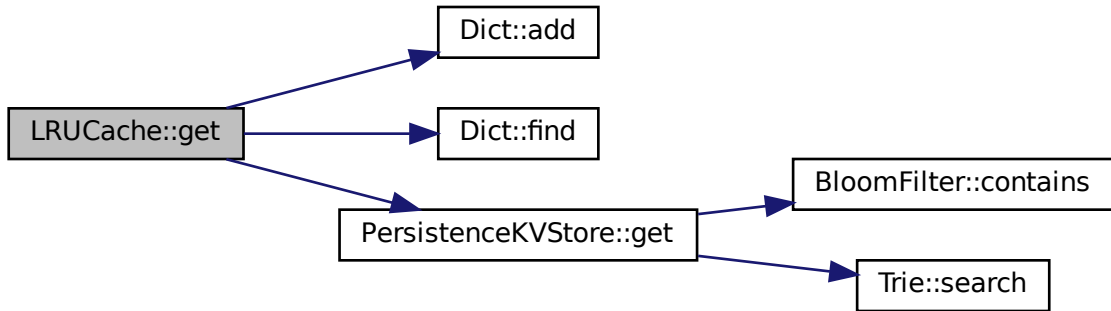 Dict::add
LRUCache::get
Dict::find
BloomFilter::contains
PersistenceKVStore::get
Trie::search